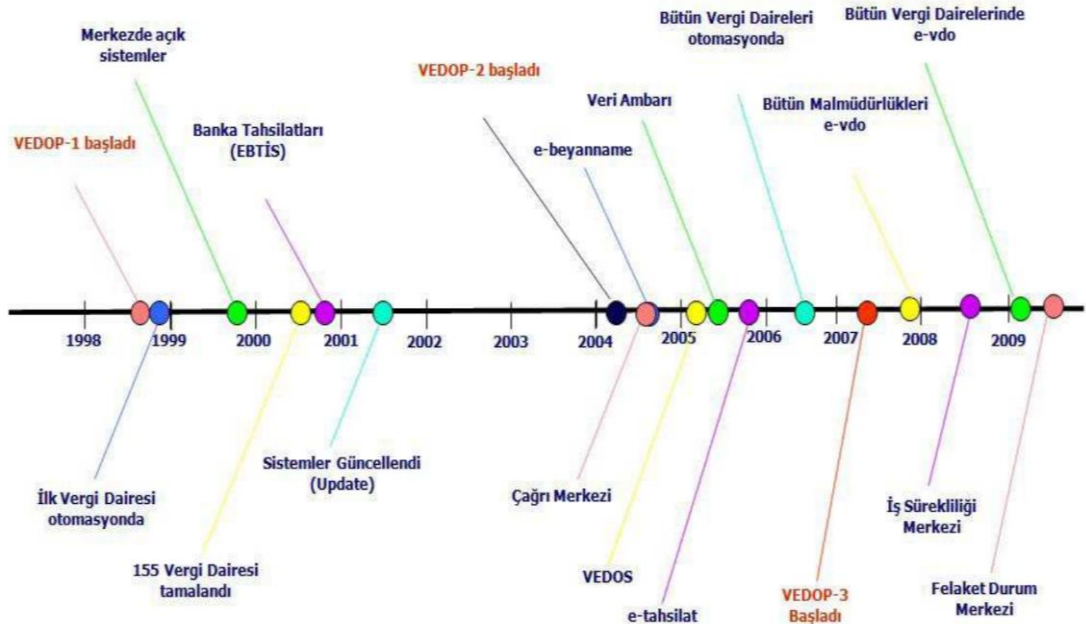 Merkezde açık
sistemler
VEDOP-1 başladı
Banka Tahsilatları
(EBTİS)
VEDOP-2 başladı
e-beyanname
Veri Ambarı
Bütün Vergi Daireleri
otomasyonda
Bütün Malmüdürlükleri
e-vdo
Bütün Vergi Dairelerinde
e-vdo
1998
1999
2000
2001
2002
2003
2004
2005
2006
2007
2008
2009
İlk Vergi Dairesi
otomasyonda
155 Vergi Dairesi
tamalandı
Sistemler Güncellendi
(Update)
Çağrı Merkezi
VEDOS
e-tahsilat
VEDOP-3
Başladı
İş Sürekliliği
Merkezi
Felaket Durum
Merkezi